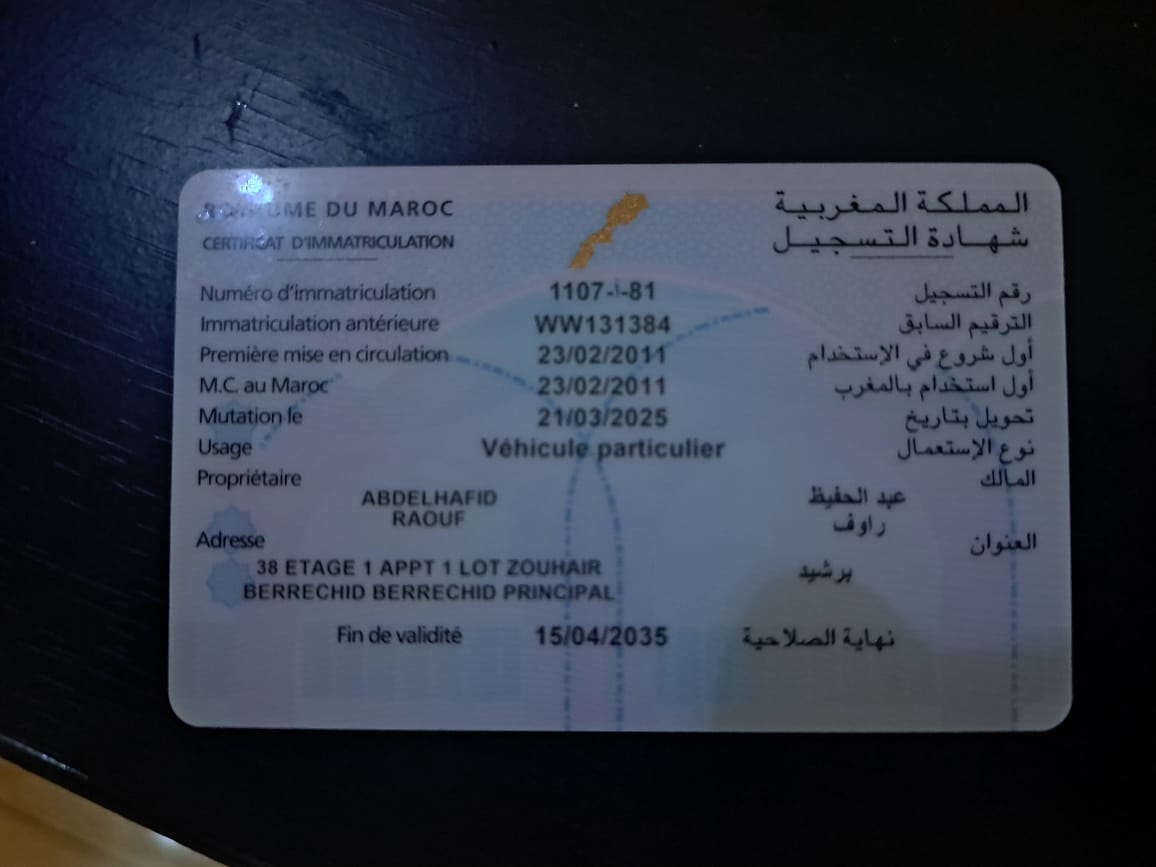 ROYAUME DU MAROC المملكة المغربية
CERTIFICAT D'IMMATRICULATION شهادة التسجيل
Numéro d'immatriculation 1107-أ-81 رقم التسجيل
Immatriculation antérieure WW131384 الترقيم السابق
Première mise en circulation 23/02/2011 أول شروع في الإستخدام
M.C. au Maroc 23/02/2011 أول استخدام بالمغرب
Mutation le 21/03/2025 تحويل بتاريخ
Usage Véhicule particulier نوع الإستعمال
Propriétaire المالك
ABDELHAFID عبد الحفيظ
RAOUF راوف
Adresse العنوان
38 ETAGE 1 APPT 1 LOT ZOUHAIR برشيد
BERRECHID BERRECHID PRINCIPAL
Fin de validité 15/04/2035 نهاية الصلاحية